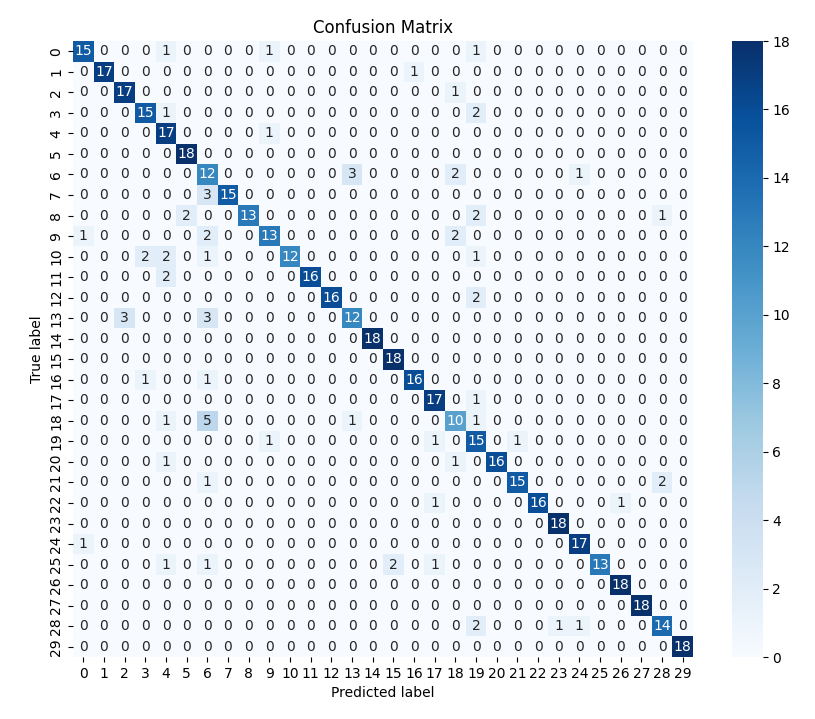 Confusion Matrix
True label
0 15 0 0 0 1 0 0 0 0 1 0 0 0 0 0 0 0 0 0 1 0 0 0 0 0 0 0 0 0 0
1 0 17 0 0 0 0 0 0 0 0 0 0 0 0 0 0 1 0 0 0 0 0 0 0 0 0 0 0 0 0
2 0 0 17 0 0 0 0 0 0 0 0 0 0 0 0 0 0 0 1 0 0 0 0 0 0 0 0 0 0 0
3 0 0 0 15 1 0 0 0 0 0 0 0 0 0 0 0 0 0 0 2 0 0 0 0 0 0 0 0 0 0
4 0 0 0 0 17 0 0 0 0 1 0 0 0 0 0 0 0 0 0 0 0 0 0 0 0 0 0 0 0 0
5 0 0 0 0 0 18 0 0 0 0 0 0 0 0 0 0 0 0 0 0 0 0 0 0 0 0 0 0 0 0
6 0 0 0 0 0 0 12 0 0 0 0 0 0 3 0 0 0 0 2 0 0 0 0 0 1 0 0 0 0 0
7 0 0 0 0 0 0 3 15 0 0 0 0 0 0 0 0 0 0 0 0 0 0 0 0 0 0 0 0 0 0
8 0 0 0 0 0 2 0 0 13 0 0 0 0 0 0 0 0 0 0 2 0 0 0 0 0 0 0 0 1 0
9 1 0 0 0 0 0 2 0 0 13 0 0 0 0 0 0 0 0 2 0 0 0 0 0 0 0 0 0 0 0
10 0 0 0 2 2 0 1 0 0 0 12 0 0 0 0 0 0 0 0 1 0 0 0 0 0 0 0 0 0 0
11 0 0 0 0 2 0 0 0 0 0 0 16 0 0 0 0 0 0 0 0 0 0 0 0 0 0 0 0 0 0
12 0 0 0 0 0 0 0 0 0 0 0 0 16 0 0 0 0 0 0 2 0 0 0 0 0 0 0 0 0 0
13 0 0 3 0 0 0 3 0 0 0 0 0 0 12 0 0 0 0 0 0 0 0 0 0 0 0 0 0 0 0
14 0 0 0 0 0 0 0 0 0 0 0 0 0 0 18 0 0 0 0 0 0 0 0 0 0 0 0 0 0 0
15 0 0 0 0 0 0 0 0 0 0 0 0 0 0 0 18 0 0 0 0 0 0 0 0 0 0 0 0 0 0
16 0 0 0 1 0 0 1 0 0 0 0 0 0 0 0 0 16 0 0 0 0 0 0 0 0 0 0 0 0 0
17 0 0 0 0 0 0 0 0 0 0 0 0 0 0 0 0 0 17 0 1 0 0 0 0 0 0 0 0 0 0
18 0 0 0 0 1 0 5 0 0 0 0 0 0 1 0 0 0 0 10 1 0 0 0 0 0 0 0 0 0 0
19 0 0 0 0 0 0 0 0 0 1 0 0 0 0 0 0 0 1 0 15 0 1 0 0 0 0 0 0 0 0
20 0 0 0 0 1 0 0 0 0 0 0 0 0 0 0 0 0 0 1 0 16 0 0 0 0 0 0 0 0 0
21 0 0 0 0 0 0 1 0 0 0 0 0 0 0 0 0 0 0 0 0 0 15 0 0 0 0 0 0 2 0
22 0 0 0 0 0 0 0 0 0 0 0 0 0 0 0 0 0 1 0 0 0 0 16 0 0 0 1 0 0 0
23 0 0 0 0 0 0 0 0 0 0 0 0 0 0 0 0 0 0 0 0 0 0 0 18 0 0 0 0 0 0
24 1 0 0 0 0 0 0 0 0 0 0 0 0 0 0 0 0 0 0 0 0 0 0 0 17 0 0 0 0 0
25 0 0 0 0 1 0 1 0 0 0 0 0 0 0 0 2 0 1 0 0 0 0 0 0 0 13 0 0 0 0
26 0 0 0 0 0 0 0 0 0 0 0 0 0 0 0 0 0 0 0 0 0 0 0 0 0 0 18 0 0 0
27 0 0 0 0 0 0 0 0 0 0 0 0 0 0 0 0 0 0 0 0 0 0 0 0 0 0 0 18 0 0
28 0 0 0 0 0 0 0 0 0 0 0 0 0 0 0 0 0 0 0 2 0 0 0 1 1 0 0 0 14 0
29 0 0 0 0 0 0 0 0 0 0 0 0 0 0 0 0 0 0 0 0 0 0 0 0 0 0 0 0 0 18
0 1 2 3 4 5 6 7 8 9 10 11 12 13 14 15 16 17 18 19 20 21 22 23 24 25 26 27 28 29
Predicted label
18
16
14
12
10
8
6
4
2
0